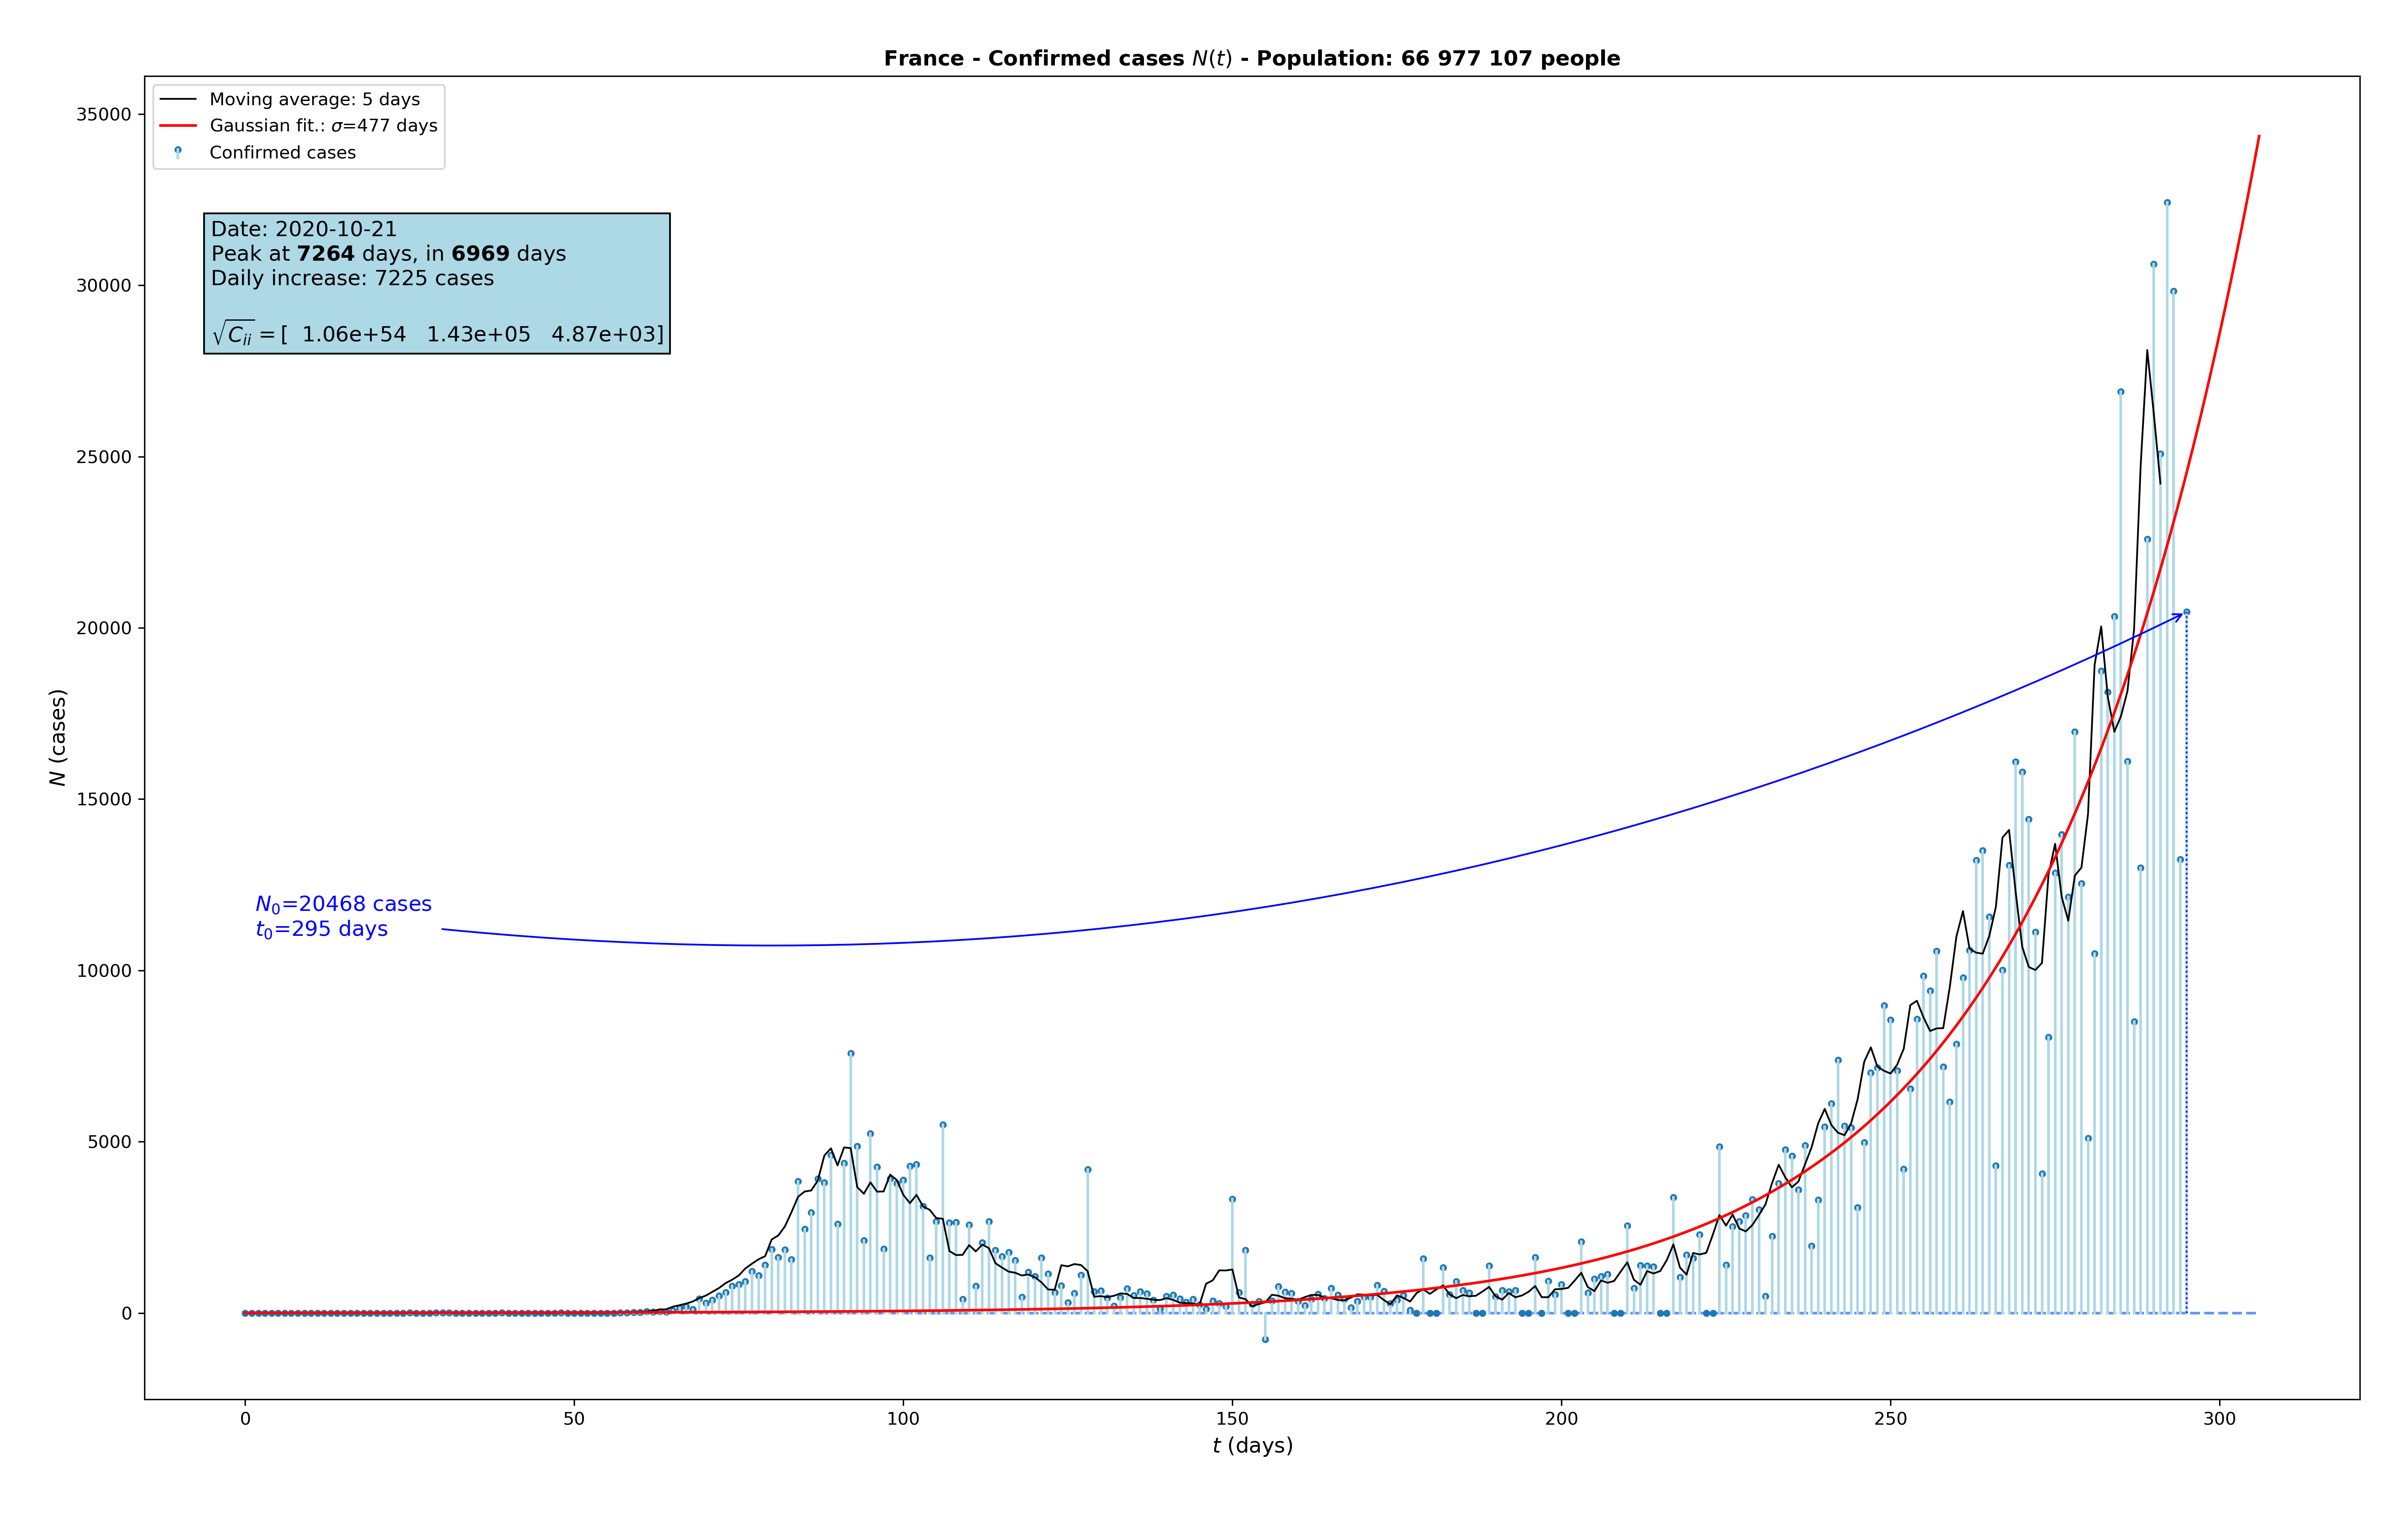 France - Confirmed cases N(t) - Population: 66 977 107 people
Moving average: 5 days
Gaussian fit.: σ=477 days
Confirmed cases
Date: 2020-10-21
Peak at 7264 days, in 6969 days
Daily increase: 7225 cases
√C_ii = [ 1.06e+54 1.43e+05 4.87e+03]
N_0=20468 cases
t_0=295 days
N (cases)
35000
30000
25000
20000
15000
10000
5000
0
0 50 100 150 200 250 300
t (days)